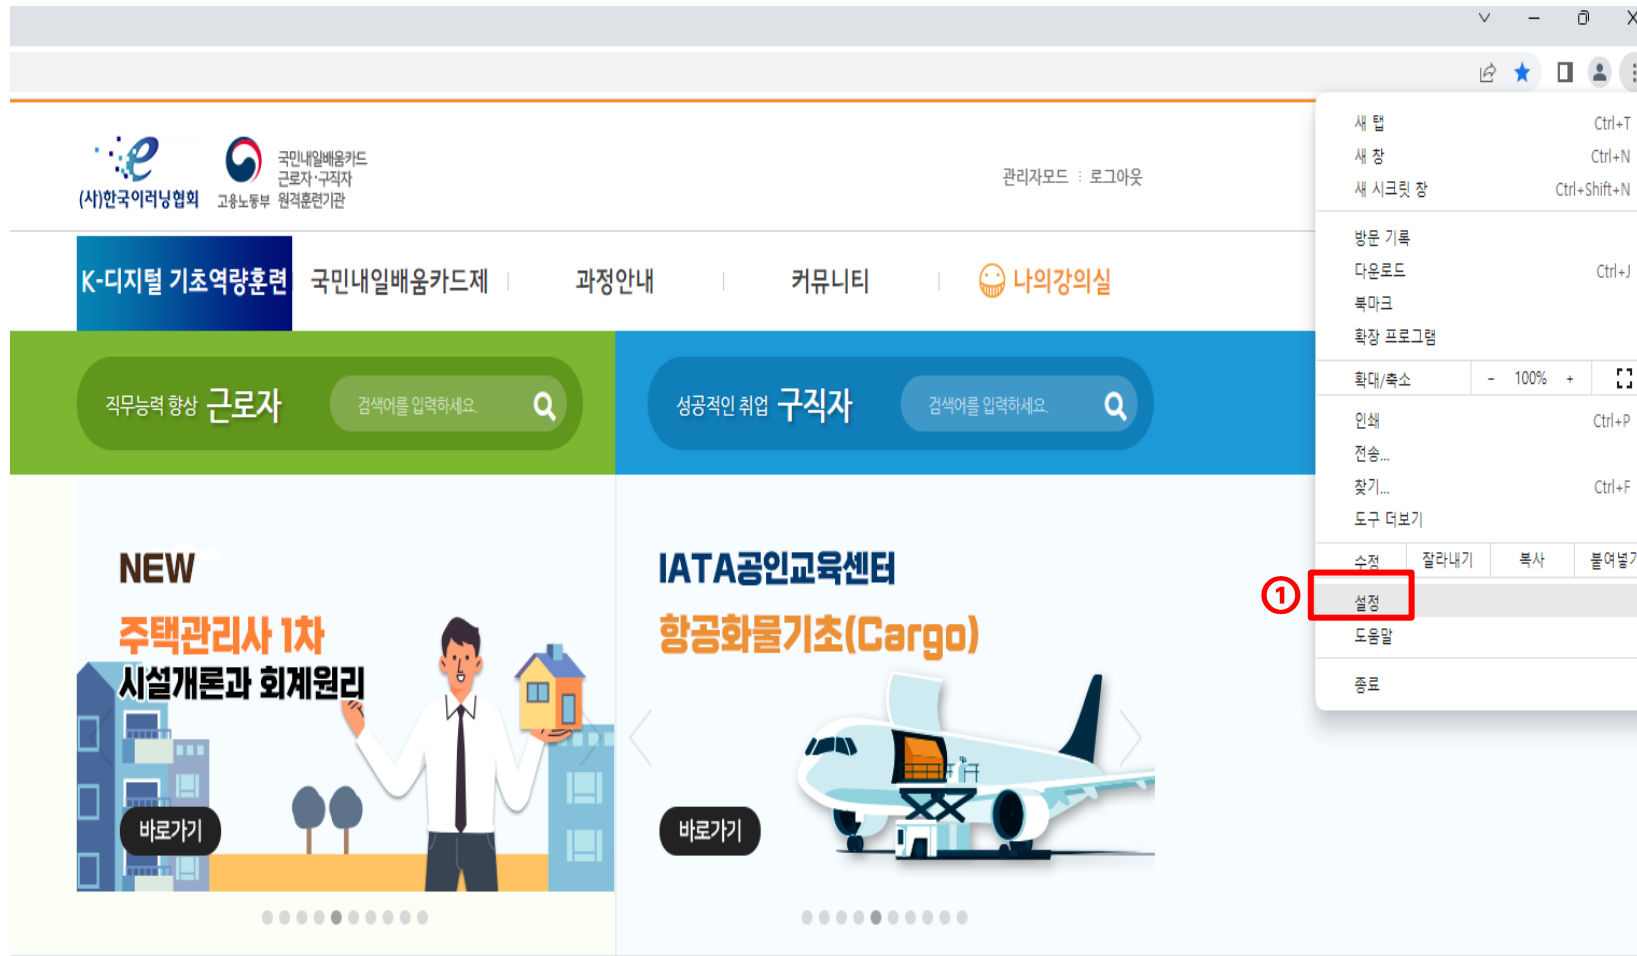 새 탭 Ctrl+T
새 창 Ctrl+N
새 시크릿 창 Ctrl+Shift+N
방문 기록
다운로드 Ctrl+J
북마크
확장 프로그램
확대/축소 - 100% +
인쇄 Ctrl+P
전송...
찾기... Ctrl+F
도구 더보기
수정 잘라내기 복사 붙여넣기
① 설정
도움말
종료
(사)한국이러닝협회
고용노동부
국민내일배움카드
근로자·구직자
원격훈련기관
관리자모드 : 로그아웃
K-디지털 기초역량훈련 국민내일배움카드제 과정안내 커뮤니티 나의강의실
직무능력 향상 근로자 검색어를 입력하세요.
성공적인 취업 구직자 검색어를 입력하세요.
NEW
주택관리사 1차
시설개론과 회계원리
바로가기
IATA공인교육센터
항공화물기초(Cargo)
바로가기